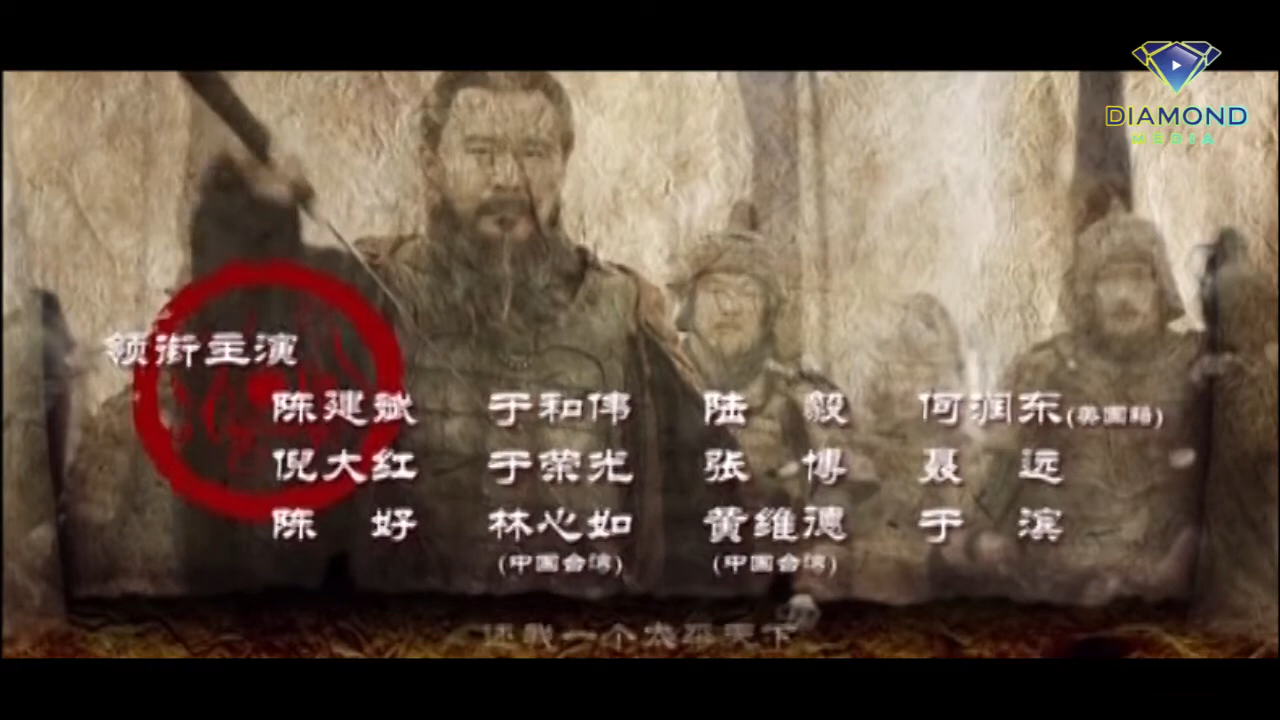 DIAMOND
MEDIA
领衔主演
陈建斌 于和伟 陆毅 何润东(美国籍)
倪大红 于荣光 张博 聂远
陈好 林心如 黄维德 于滨
(中国台湾) (中国台湾)
还我一个太平天下